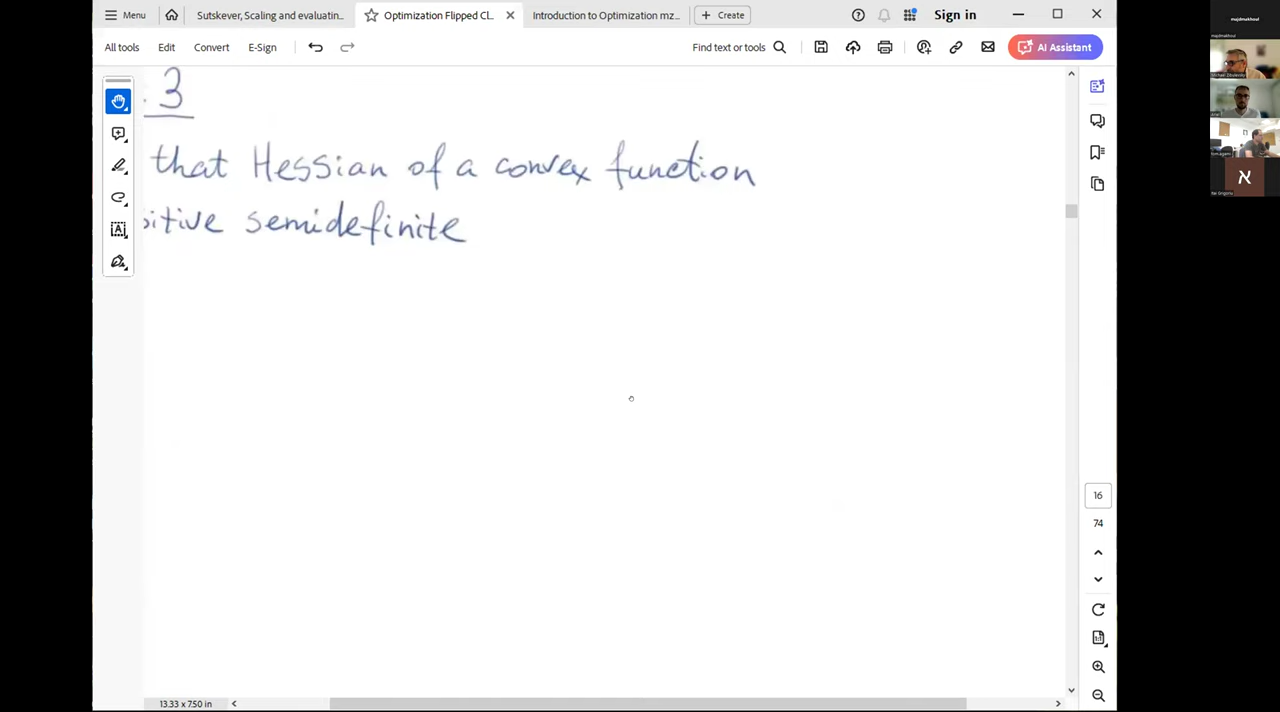 Menu
Sutskever, Scaling and evaluatin...
Optimization Flipped Cl...
Introduction to Optimization mz...
Create
Sign in
All tools
Edit
Convert
E-Sign
Find text or tools
AI Assistant
. 3
that Hessian of a convex function
sitive semidefinite
16
74
13.33 x 7.50 in
majdmakhoul
majdmakhoul
א